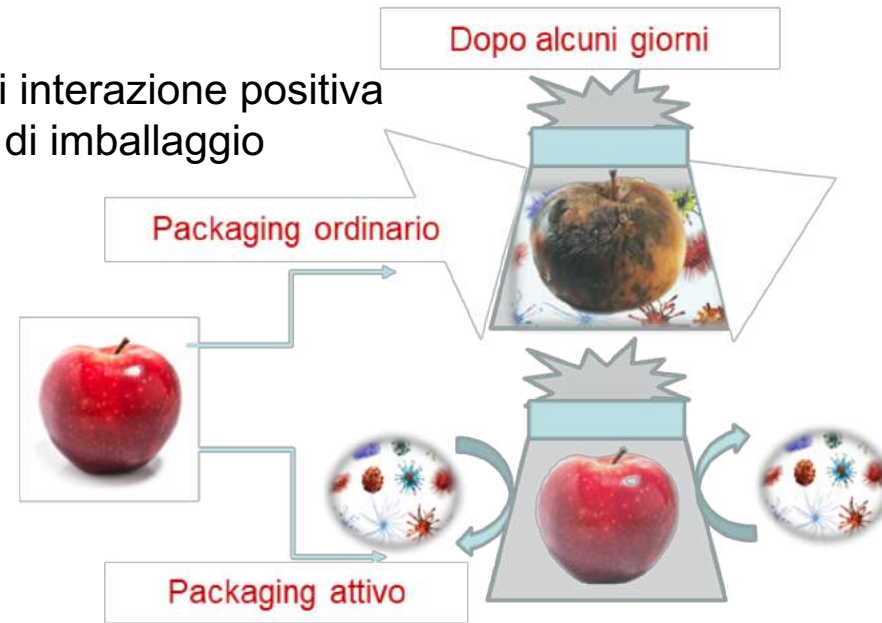 Dopo alcuni giorni
i interazione positiva
di imballaggio
Packaging ordinario
Packaging attivo